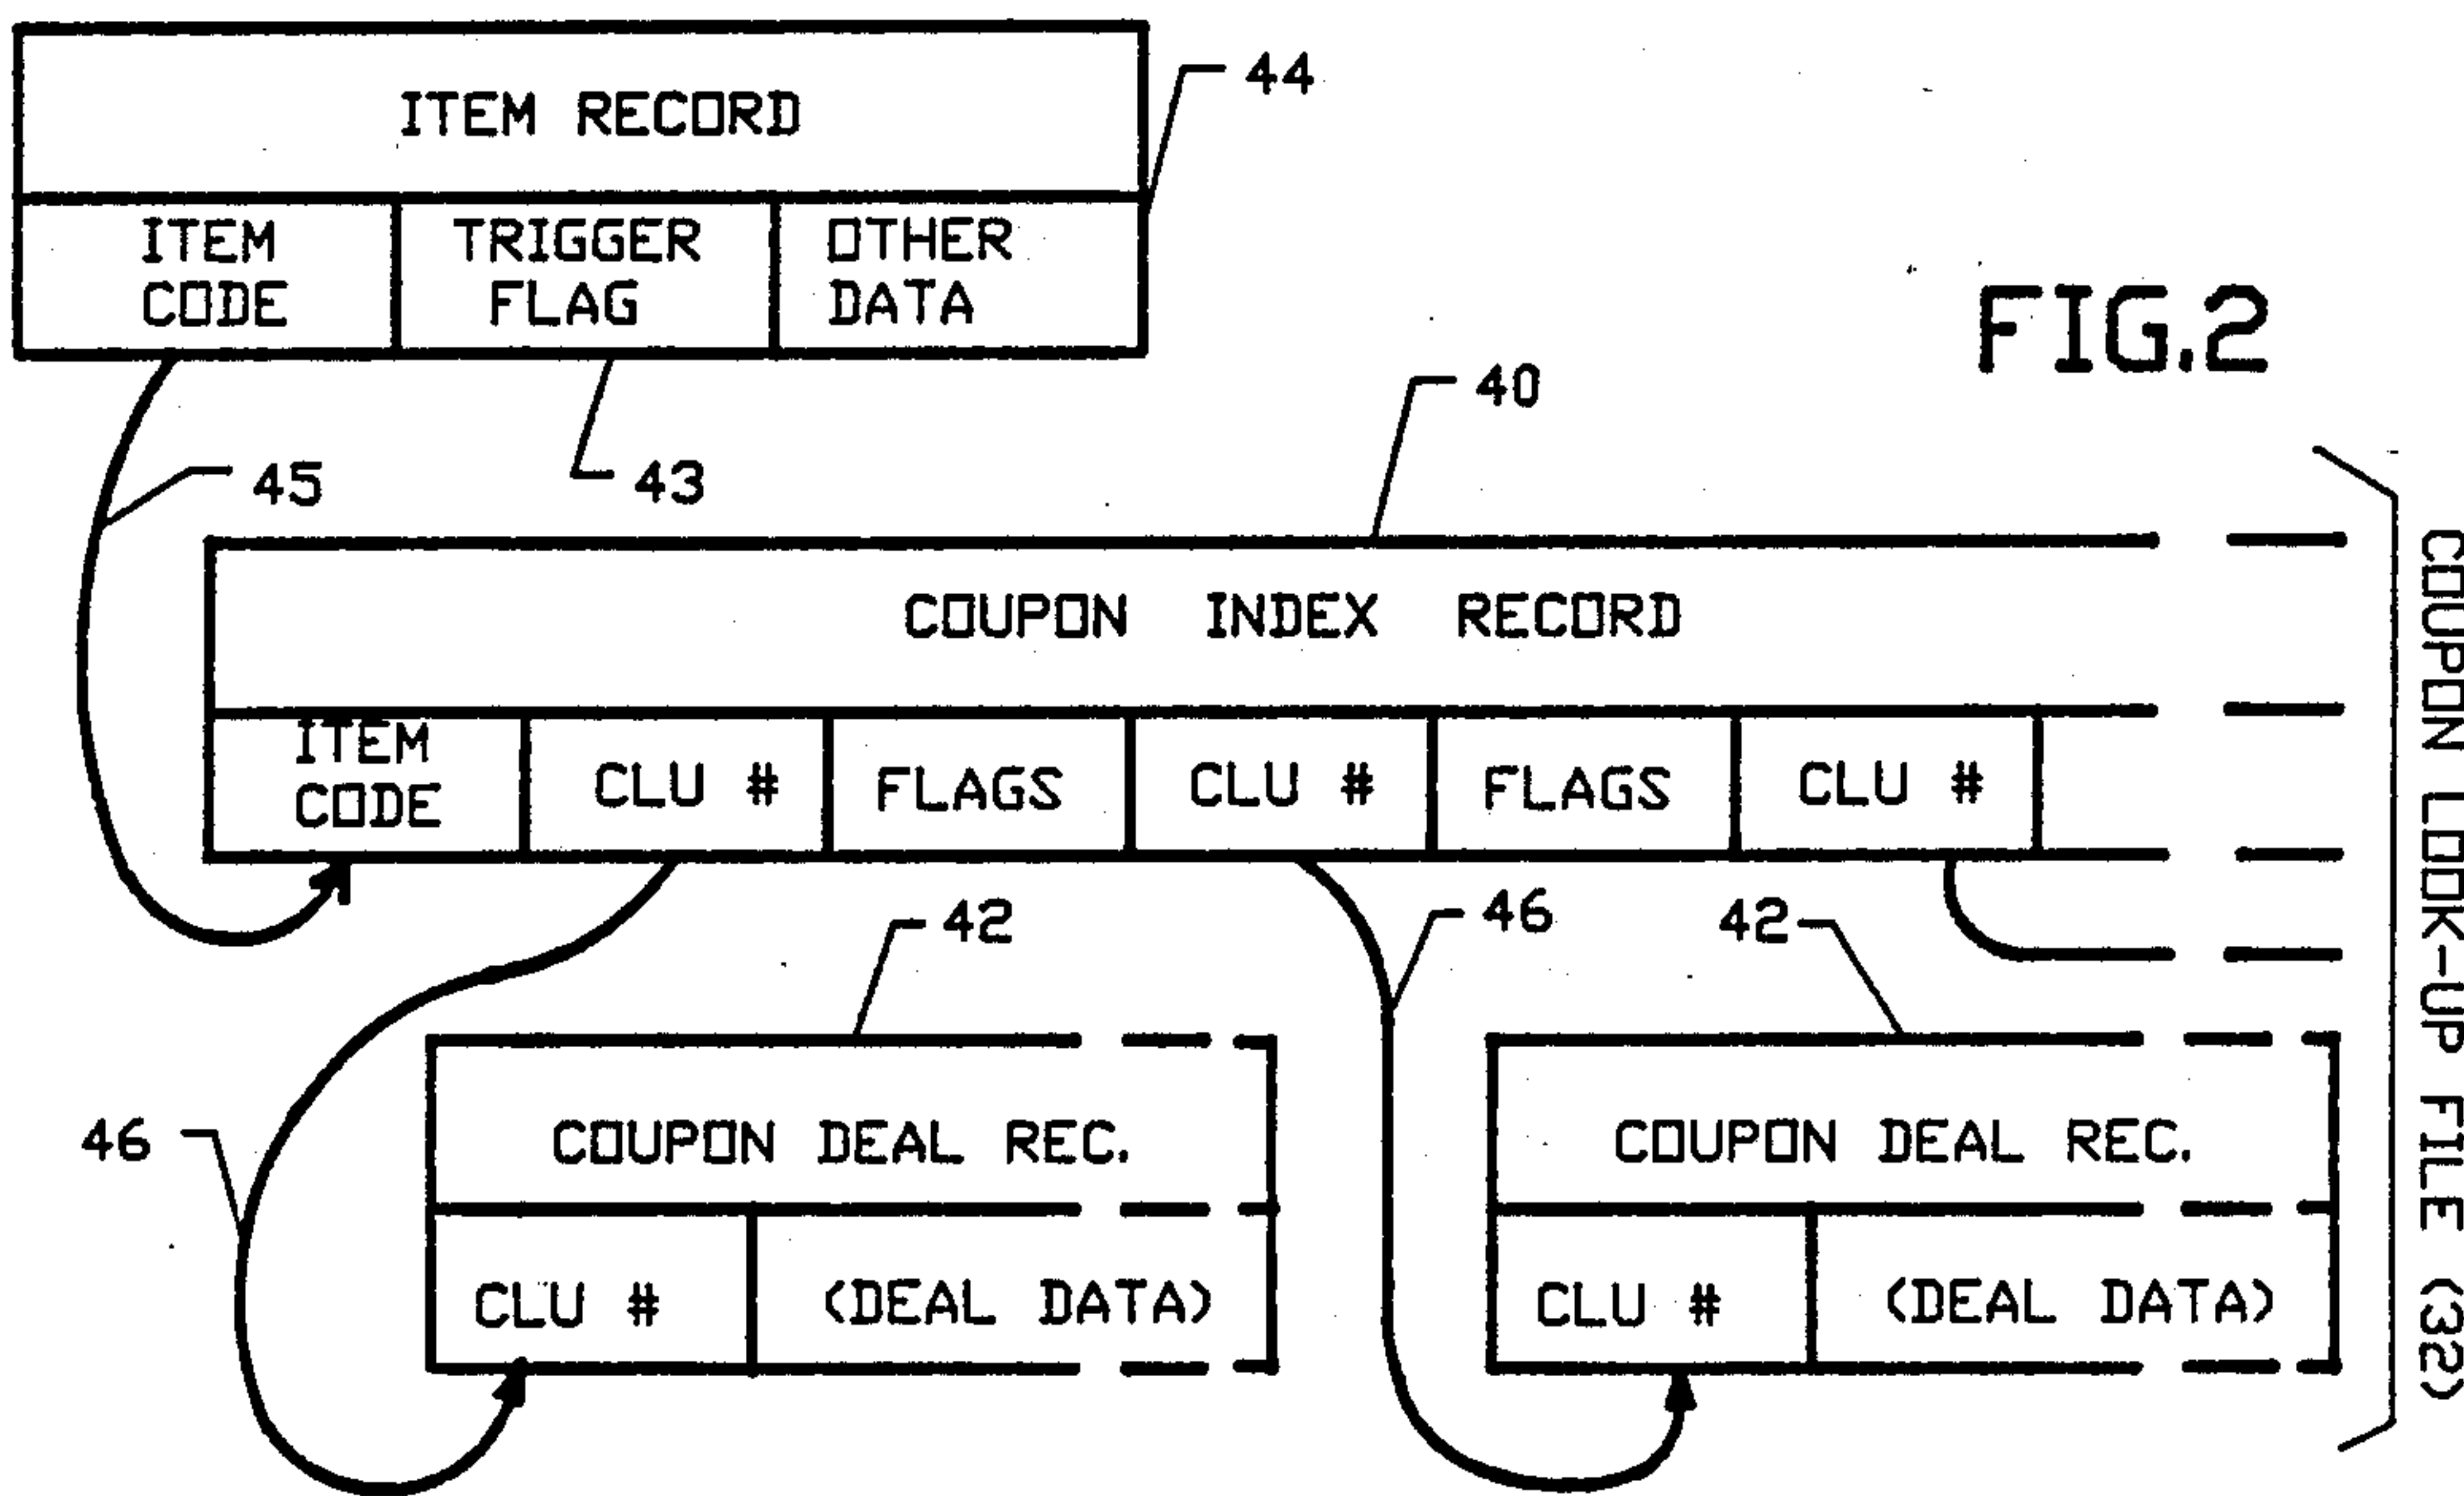 ITEM RECORD
44
ITEM CODE
TRIGGER FLAG
OTHER DATA
FIG.2
40
45
43
COUPON INDEX RECORD
ITEM CODE
CLU #
FLAGS
CLU #
FLAGS
CLU #
42
46
42
46
COUPON DEAL REC.
COUPON DEAL REC.
CLU #
(DEAL DATA)
CLU #
(DEAL DATA)
COUPON LOOK-UP FILE (32)